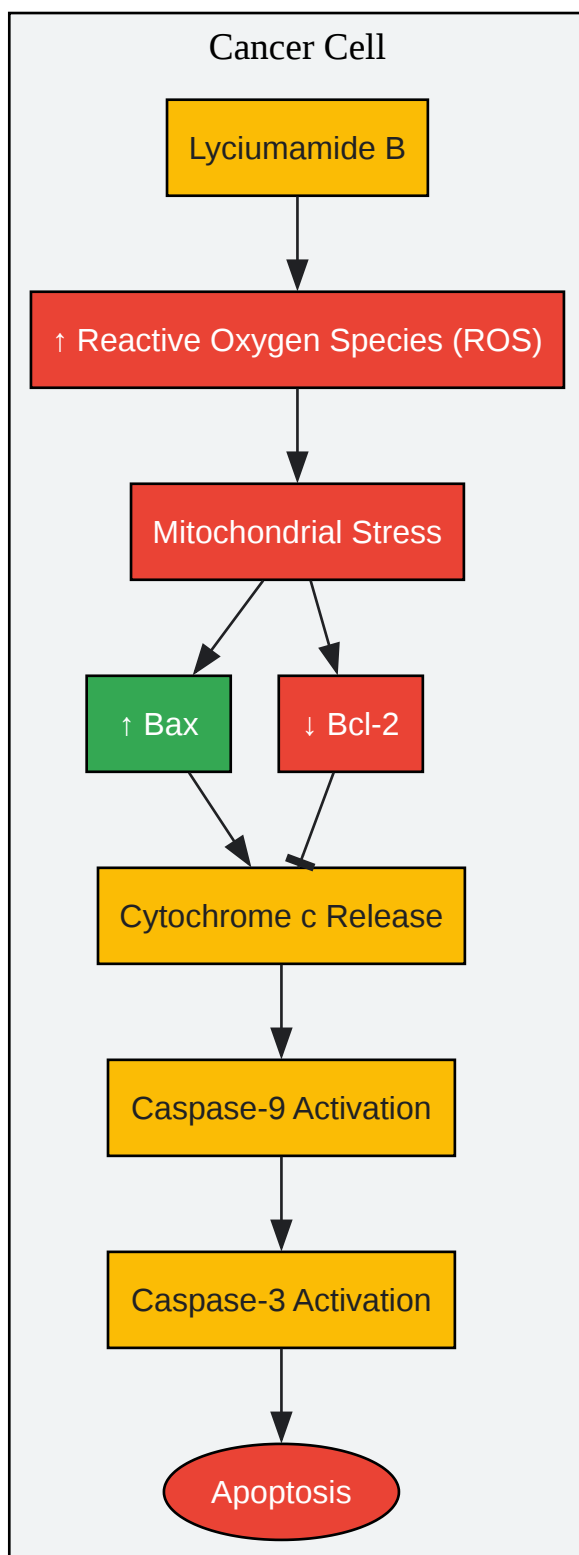 Cancer Cell
Lyciumamide B
↑ Reactive Oxygen Species (ROS)
Mitochondrial Stress
↑ Bax
↓ Bcl-2
Cytochrome c Release
Caspase-9 Activation
Caspase-3 Activation
Apoptosis